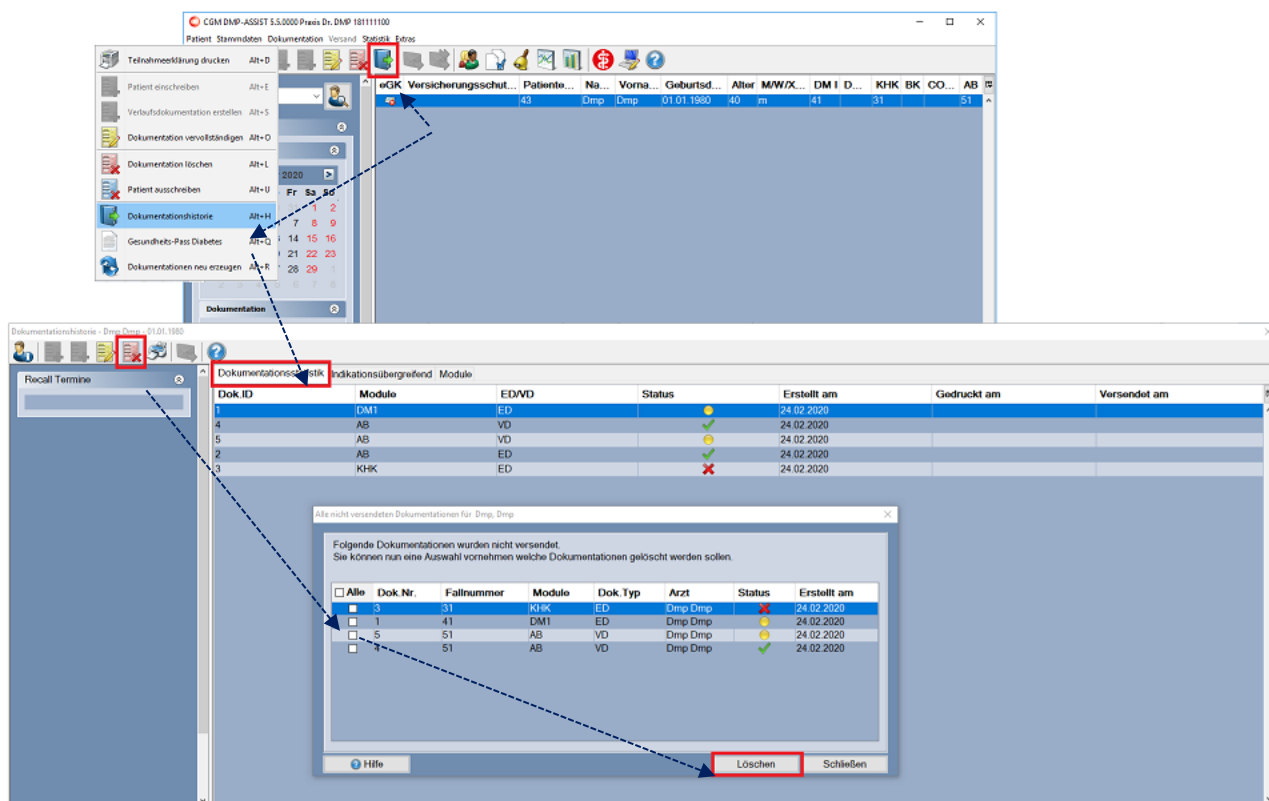 CGM DMP-ASSIST 5.5.0000 Praxis Dr. DMP 181111100
Patient Stammdaten Dokumentation Versand Statistik Extras
Teilnahmeerklärung drucken Alt+D
Patient einschreiben Alt+E
Verlaufsdokumentation erstellen Alt+S
Dokumentation vervollständigen Alt+O
Dokumentation löschen Alt+L
Patient ausschreiben Alt+U
Dokumentationshistorie Alt+H
Gesundheits-Pass Diabetes Alt+Q
Dokumentationen neu erzeugen Alt+R
eGK Versicherungsschut... Patiente... Na... Vorna... Geburtsd... Alter M/W/X... DM I D... KHK BK CO... AB
43 Dmp Dmp 01.01.1980 40 m 41 31 51
2020
Fr Sa So
1 2
7 8 9
14 15 16
21 22 23
28 29 1
2 3 4 5 6 7 8
Dokumentation
Dokumentationshistorie - Dmp Dmp - 01.01.1980
Recall Termine
Dokumentationsstatistik Indikationsübergreifend Module
Dok.ID Module ED/VD Status Erstellt am Gedruckt am Versendet am
1 DM1 ED 24.02.2020
4 AB VD 24.02.2020
5 AB VD 24.02.2020
2 AB ED 24.02.2020
3 KHK ED 24.02.2020
Alle nicht versendeten Dokumentationen für Dmp, Dmp
Folgende Dokumentationen wurden nicht versendet.
Sie können nun eine Auswahl vornehmen welche Dokumentationen gelöscht werden sollen.
Alle Dok.Nr. Fallnummer Module Dok.Typ Arzt Status Erstellt am
3 31 KHK ED Dmp Dmp 24.02.2020
1 41 DM1 ED Dmp Dmp 24.02.2020
5 51 AB VD Dmp Dmp 24.02.2020
4 51 AB VD Dmp Dmp 24.02.2020
Hilfe Löschen Schließen